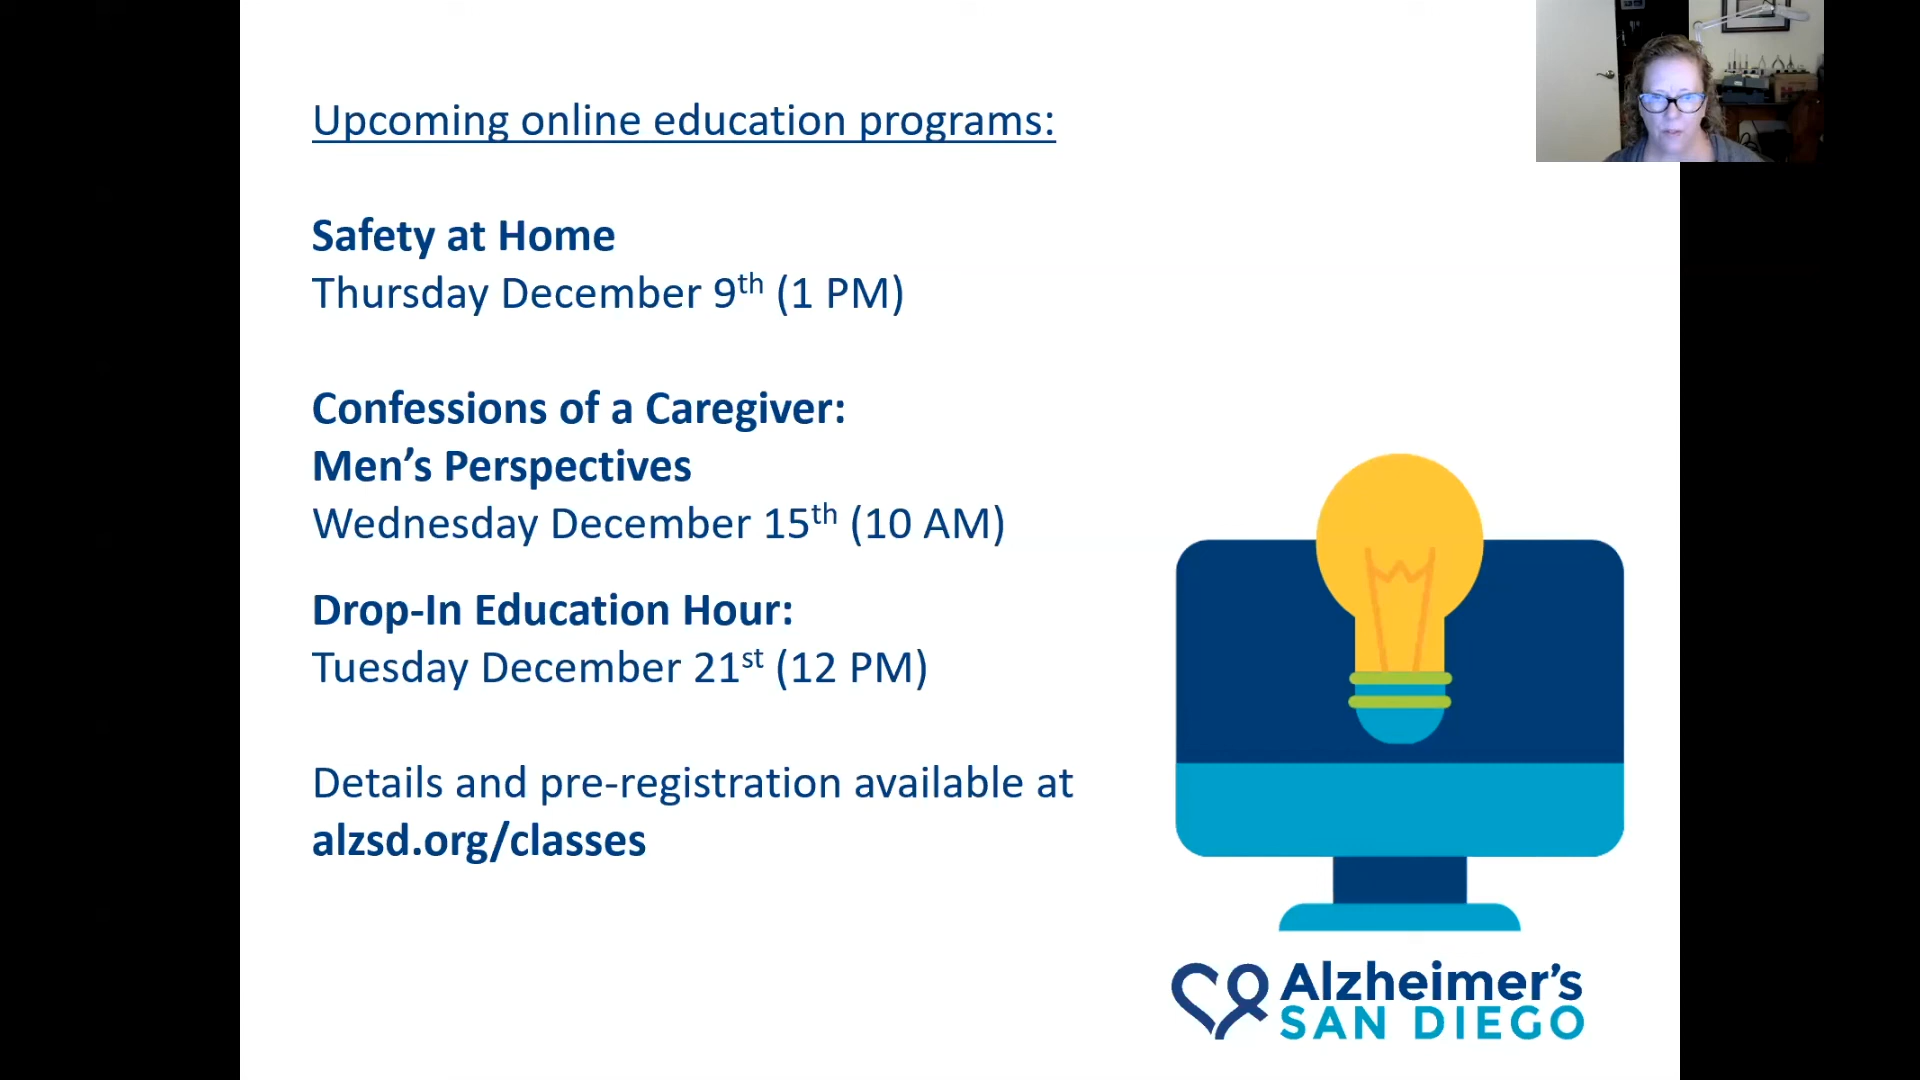 Upcoming online education programs:
Safety at Home
Thursday December 9th (1 PM)
Confessions of a Caregiver:
Men’s Perspectives
Wednesday December 15th (10 AM)
Drop-In Education Hour:
Tuesday December 21st (12 PM)
Details and pre-registration available at
alzsd.org/classes
Alzheimer’s
SAN DIEGO